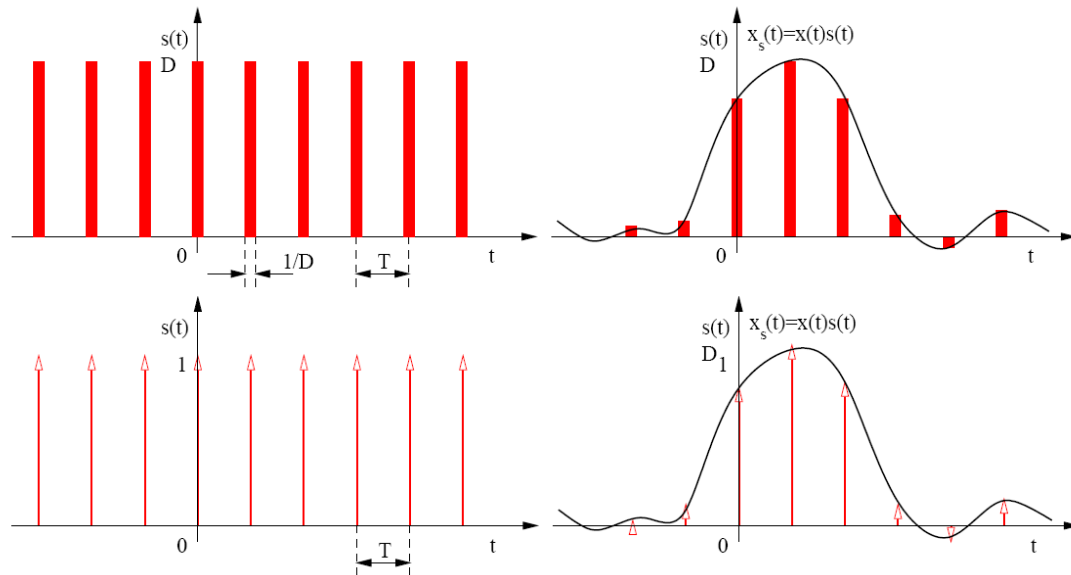 s(t)
D
0
t
1/D
T
x_s(t)=x(t)s(t)
s(t)
D
0
t
s(t)
1
0
t
T
x_s(t)=x(t)s(t)
s(t)
D_1
0
t